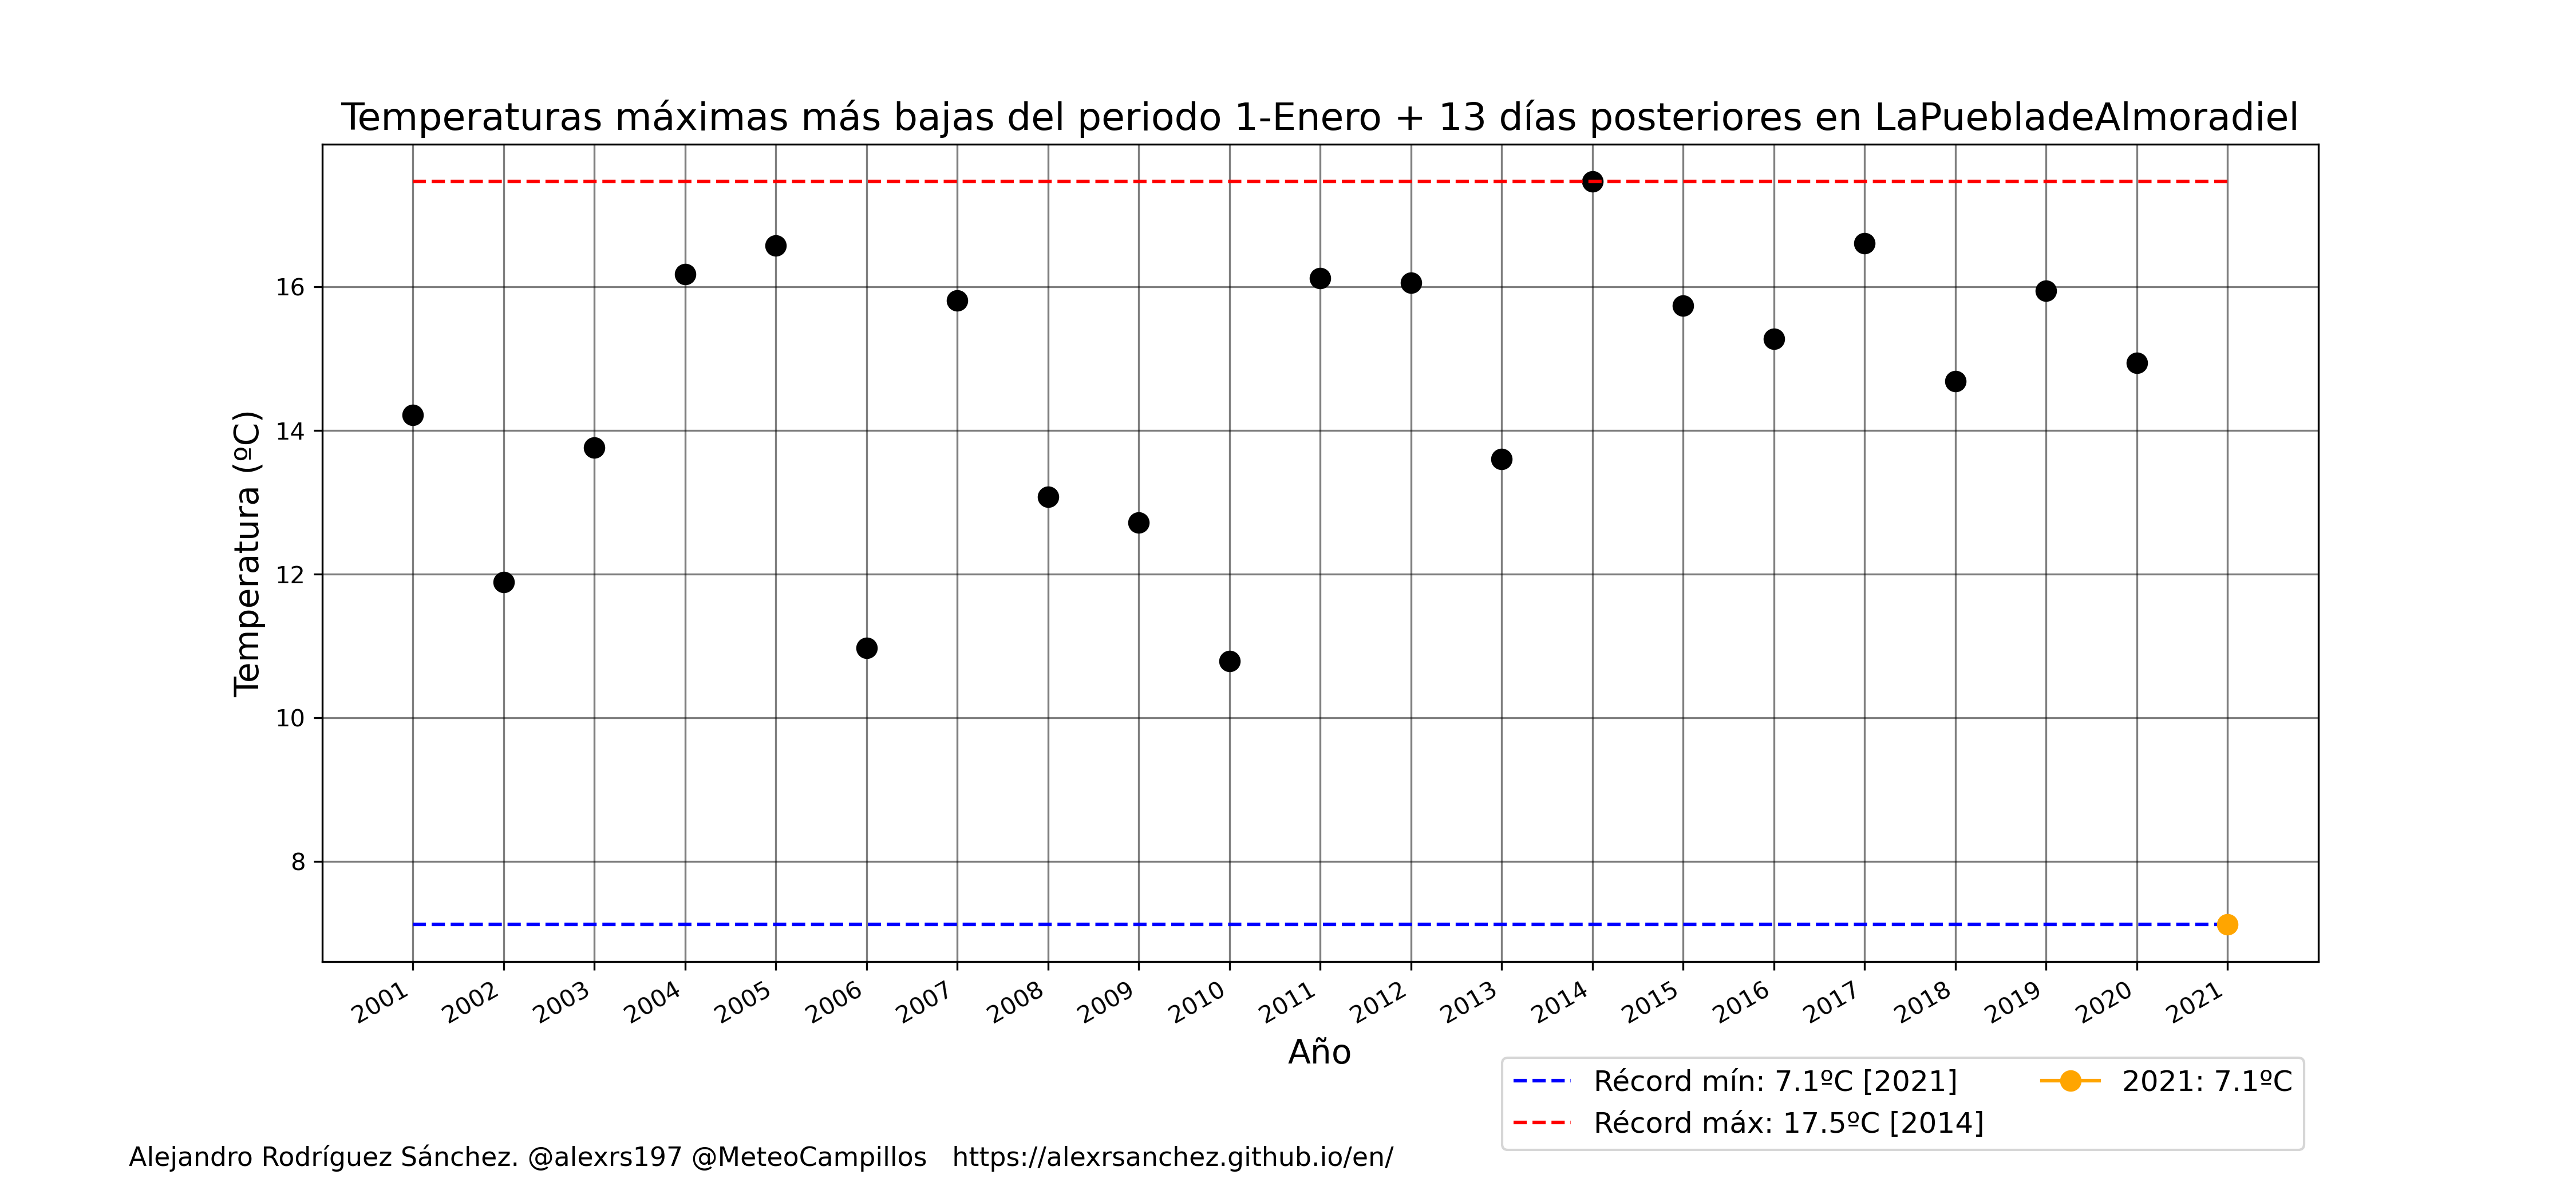 Temperaturas máximas más bajas del periodo 1-Enero + 13 días posteriores en LaPuebladeAlmoradiel
Temperatura (ºC)
16
14
12
10
8
2001 2002 2003 2004 2005 2006 2007 2008 2009 2010 2011 2012 2013 2014 2015 2016 2017 2018 2019 2020 2021
Año
Récord mín: 7.1ºC [2021]
Récord máx: 17.5ºC [2014]
2021: 7.1ºC
Alejandro Rodríguez Sánchez. @alexrs197 @MeteoCampillos https://alexrsanchez.github.io/en/